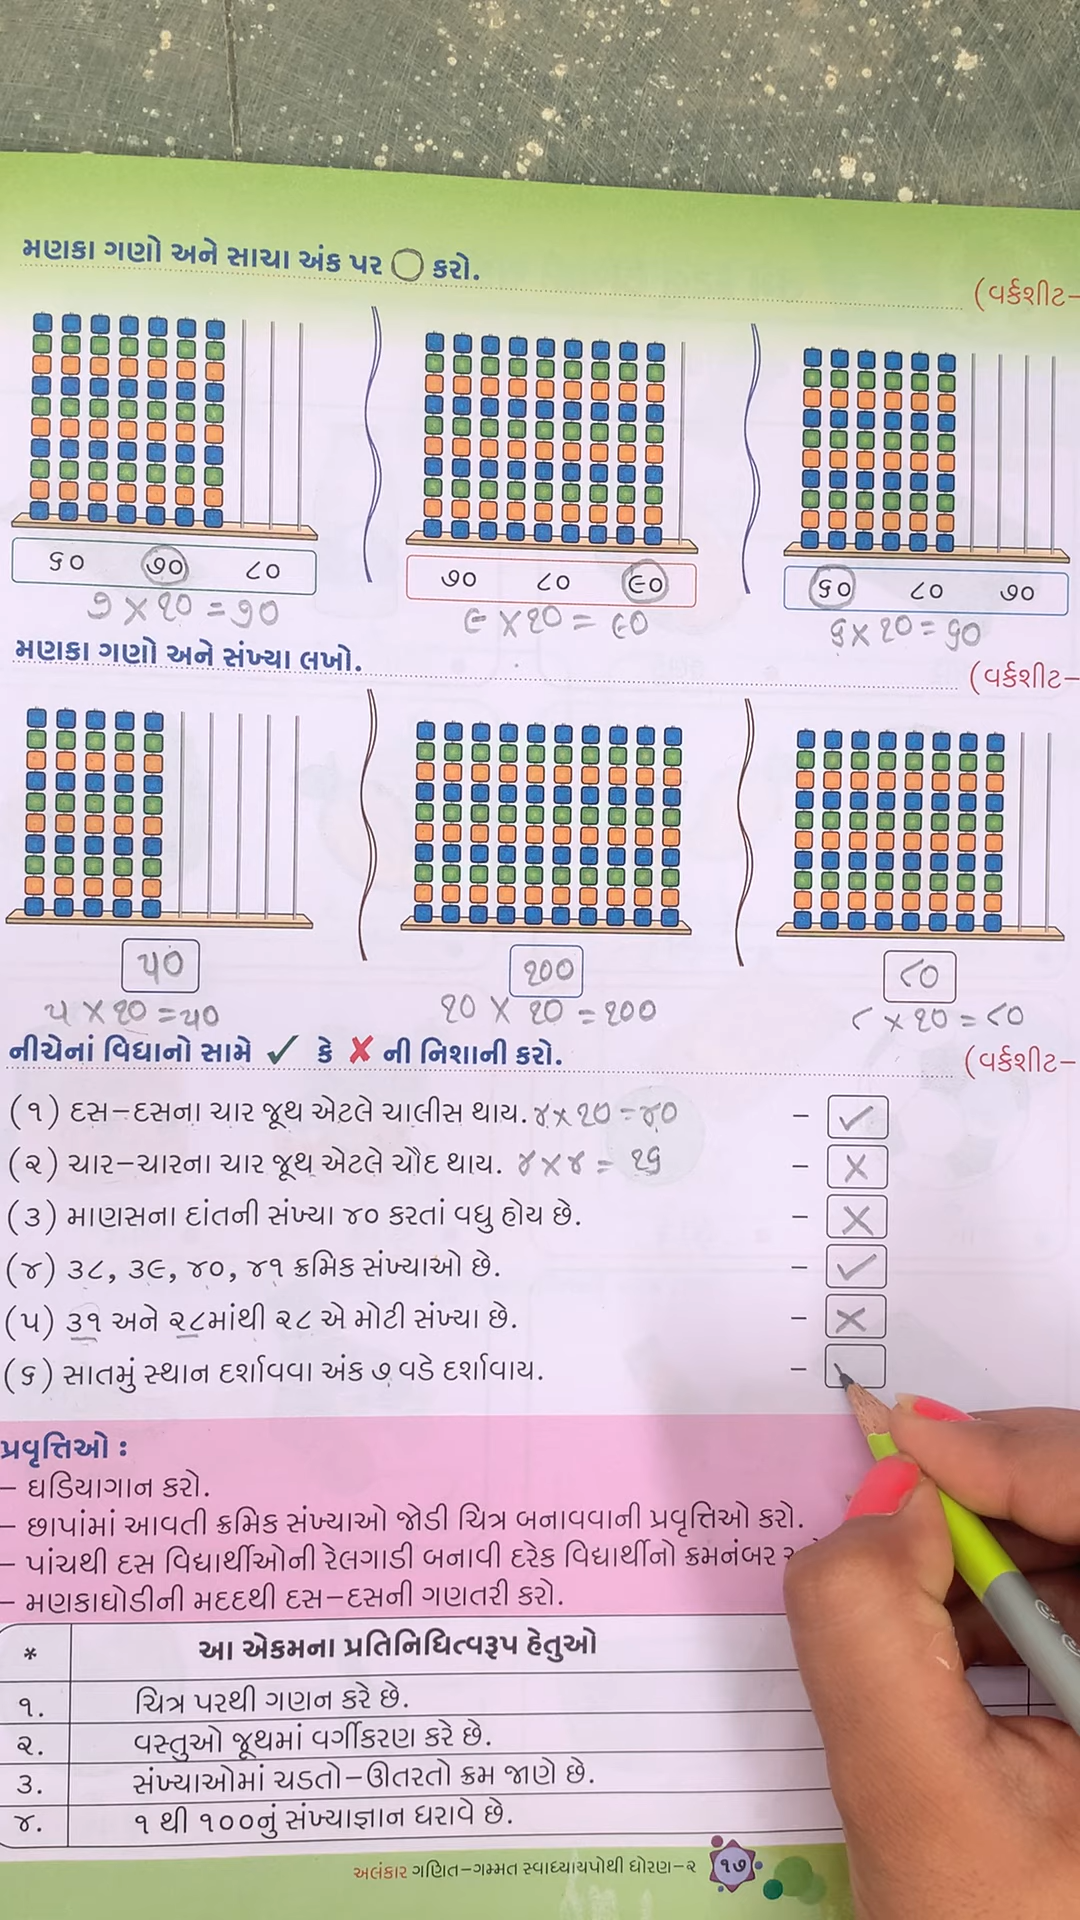 મણકા ગણો અને સાચા અંક પર ◯ કરો.
(વર્કશીટ-
૬૦ ૭૦ ૮૦
૭ × ૧૦ = ૭૦
૭૦ ૮૦ ૯૦
૯ × ૧૦ = ૯૦
૬૦ ૮૦ ૭૦
૬ × ૧૦ = ૬૦
મણકા ગણો અને સંખ્યા લખો.
(વર્કશીટ-
૫૦
૫ × ૧૦ = ૫૦
૧૦૦
૧૦ × ૧૦ = ૧૦૦
૮૦
૮ × ૧૦ = ૮૦
નીચેનાં વિધાનો સામે ✓ કે ✗ ની નિશાની કરો.
(વર્કશીટ-
(૧) દસ-દસના ચાર જૂથ એટલે ચાલીસ થાય. ૪ × ૧૦ = ૪૦ - ✓
(૨) ચાર-ચારના ચાર જૂથ એટલે ચૌદ થાય. ૪ × ૪ = ૧૬ - ✗
(૩) માણસના દાંતની સંખ્યા ૪૦ કરતાં વધુ હોય છે. - ✗
(૪) ૩૮, ૩૯, ૪૦, ૪૧ ક્રમિક સંખ્યાઓ છે. - ✓
(૫) ૩૧ અને ૨૮માંથી ૨૮ એ મોટી સંખ્યા છે. - ✗
(૬) સાતમું સ્થાન દર્શાવવા અંક ૭ વડે દર્શાવાય. -
પ્રવૃત્તિઓ :
- ઘડિયાગાન કરો.
- છાપાંમાં આવતી ક્રમિક સંખ્યાઓ જોડી ચિત્ર બનાવવાની પ્રવૃત્તિઓ કરો.
- પાંચથી દસ વિદ્યાર્થીઓની રેલગાડી બનાવી દરેક વિદ્યાર્થીનો ક્રમનંબર
- મણકાઘોડીની મદદથી દસ-દસની ગણતરી કરો.
* આ એકમના પ્રતિનિધિત્વરૂપ હેતુઓ
૧. ચિત્ર પરથી ગણન કરે છે.
૨. વસ્તુઓ જૂથમાં વર્ગીકરણ કરે છે.
૩. સંખ્યાઓમાં ચડતો-ઊતરતો ક્રમ જાણે છે.
૪. ૧ થી ૧૦૦નું સંખ્યાજ્ઞાન ધરાવે છે.
અલંકાર ગણિત-ગમ્મત સ્વાધ્યાયપોથી ધોરણ-૨ ૧૭